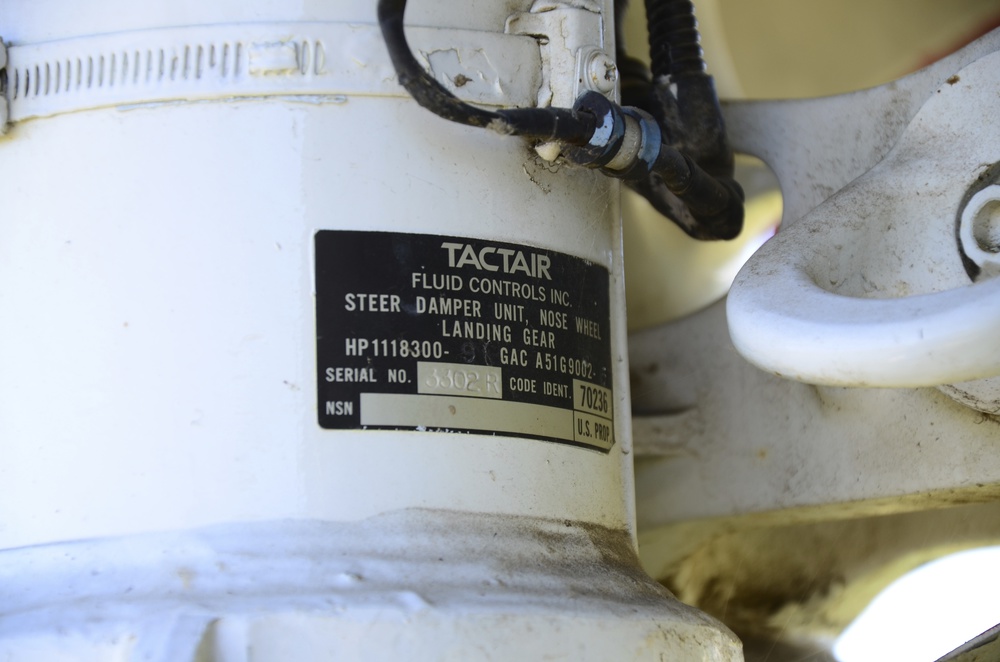 TACTAIR
FLUID CONTROLS INC.
STEER DAMPER UNIT, NOSE WHEEL
LANDING GEAR
HP1118300- GAC A51G9002-
SERIAL NO. 3302 R CODE IDENT. 70236
NSN U.S. PROP.